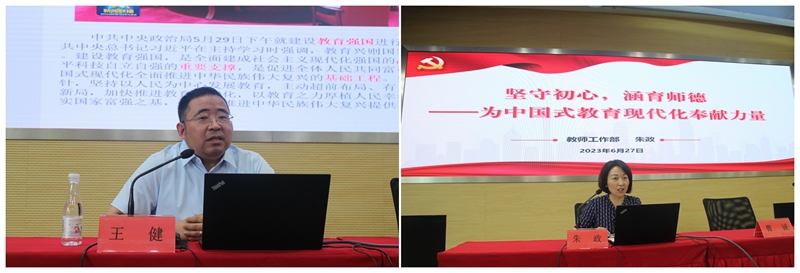 新闻联播
中共中央政治局5月29日下午就建设教育强国进行
共中央总书记习近平在主持学习时强调，教育兴则国
。建设教育强国，是全面建成社会主义现代化强国的
平科技自立自强的重要支撑，是促进全体人民共同富
国式现代化全面推进中华民族伟大复兴的基础工程。
针，坚持以人民为中心发展教育，主动超前布局、有
新局，加快推进教育 化，以教育之力厚植人民幸
实国家富强之基， 推进中华民族伟大复兴提供
ThinkPad
王 健
坚守初心，涵育师德
——为中国式教育现代化奉献力量
教师工作部 朱政
2023年6月27日
朱 政